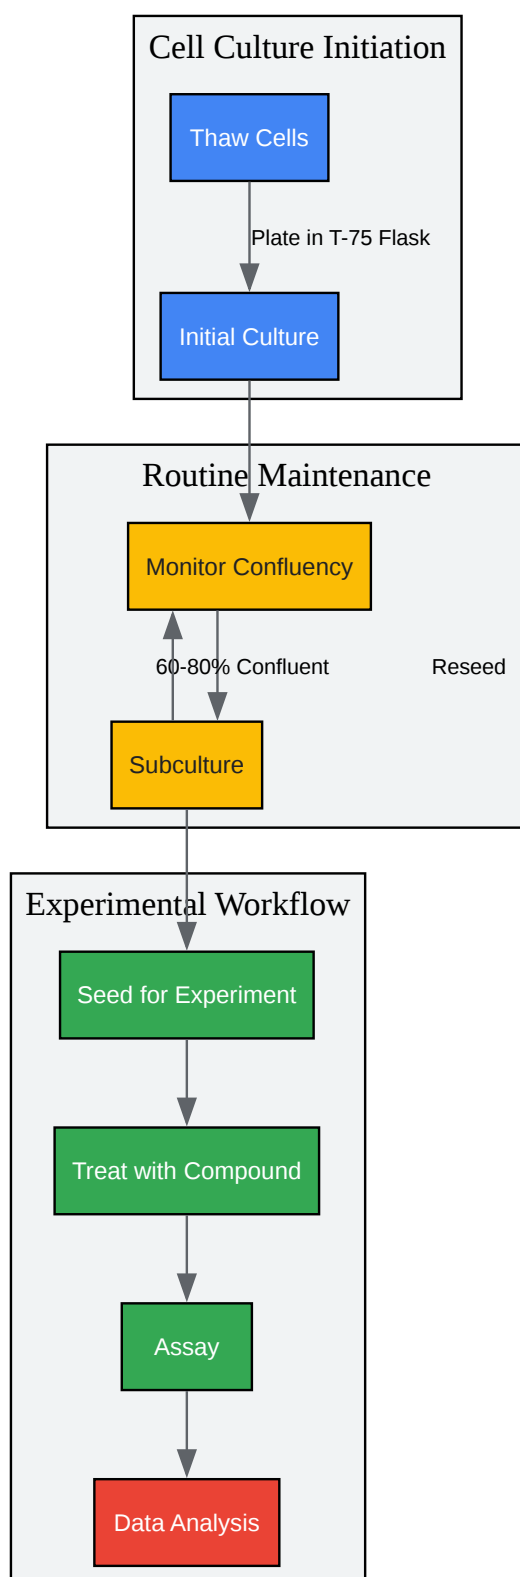 Cell Culture Initiation
Thaw Cells
Plate in T-75 Flask
Initial Culture
Routine Maintenance
Monitor Confluency
60-80% Confluent
Reseed
Subculture
Experimental Workflow
Seed for Experiment
Treat with Compound
Assay
Data Analysis